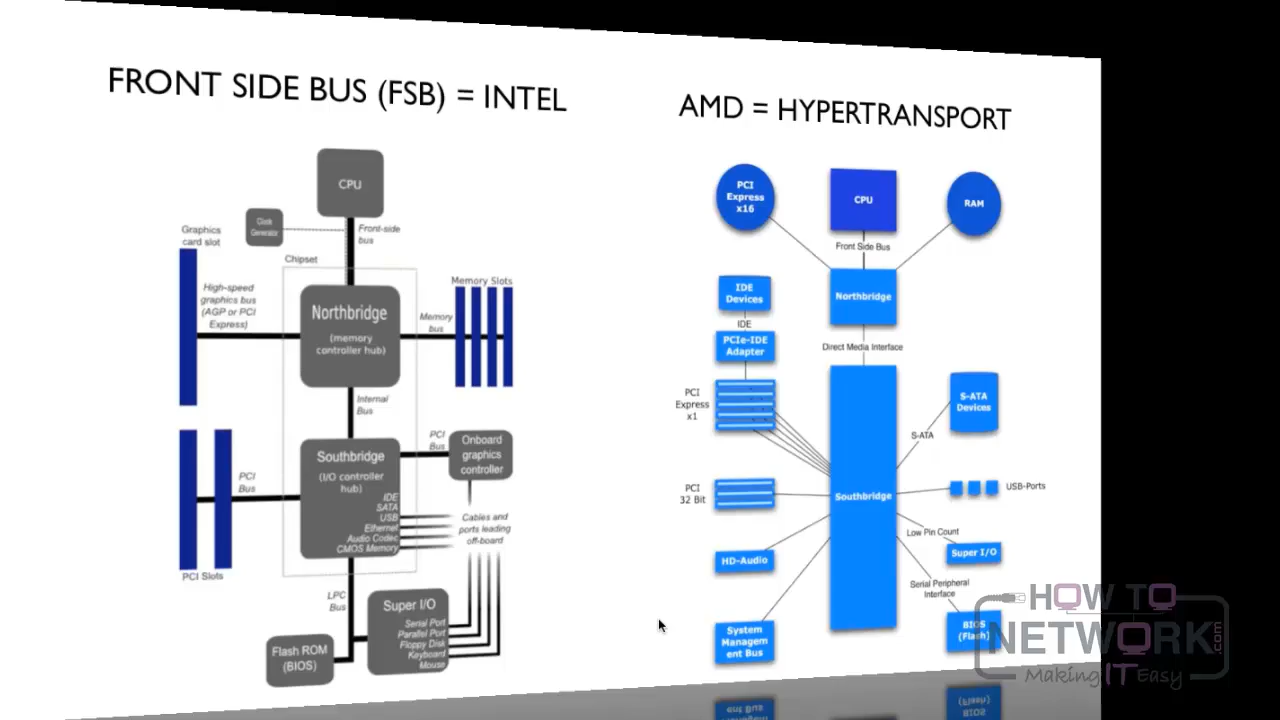 FRONT SIDE BUS (FSB) = INTEL
CPU
Clock
Generator
Front-side
bus
Graphics
card slot
Chipset
High-speed
graphics bus
(AGP or PCI
Express)
Northbridge
(memory
controller hub)
Memory
bus
Memory Slots
Internal
Bus
PCI
Bus
Onboard
graphics
controller
Southbridge
(I/O controller
hub)
PCI
Bus
IDE
SATA
USB
Ethernet
Audio Codec
CMOS Memory
Cables and
ports leading
off-board
PCI Slots
LPC
Bus
Super I/O
Serial Port
Parallel Port
Floppy Disk
Keyboard
Mouse
Flash ROM
(BIOS)
AMD = HYPERTRANSPORT
PCI
Express
x16
CPU
RAM
Front Side Bus
Northbridge
IDE
Devices
IDE
PCIe-IDE
Adapter
Direct Media Interface
PCI
Express
x1
S-ATA
Devices
S-ATA
PCI
32 Bit
Southbridge
USB-Ports
Low Pin Count
Super I/O
HD-Audio
Serial Peripheral
Interface
BIOS
(Flash)
System
Managem
ent Bus
HOW TO
NETWORK.com
Making IT Easy